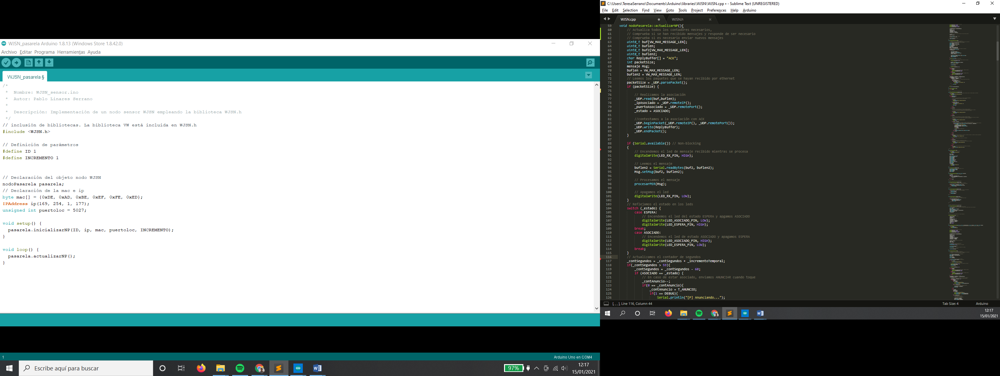 WJSN_pasarela Arduino 1.8.13 (Windows Store 1.8.42.0)
Archivo Editar Programa Herramientas Ayuda
WJSN_pasarela §
/*
 *  Nombre: WJSN_sensor.ino
 *  Autor: Pablo Linares Serrano
 *
 *  Descripción: Implementación de un nodo sensor WJSN empleando la biblioteca WJSN.h
 */
// inclusión de bibliotecas. La biblioteca VW está incluida en WJSN.h
#include <WJSN.h>
// Definición de parámetros
#define ID 1
#define INCREMENTO 1
// Declaración del objeto nodo WJSN
nodoPasarela pasarela;
// Declaración de la mac e ip
byte mac[] = {0xDE, 0xAD, 0xBE, 0xEF, 0xFE, 0xED};
IPAddress ip(169, 254, 1, 177);
unsigned int puertoloc = 5027;
void setup() {
  pasarela.inicializarNP(ID, ip, mac, puertoloc, INCREMENTO);
}
void loop() {
  pasarela.actualizarNP();
}
1
Arduino Uno en COM4
Escribe aquí para buscar
97%
12:17
15/01/2021
C:\Users\TeresaSerrano\Documents\Arduino\libraries\WJSN\WJSN.cpp • - Sublime Text (UNREGISTERED)
File Edit Selection Find View Goto Tools Project Preferences Help Arduino
WJSN.cpp
WJSN.h
59 void nodoPasarela::actualizarNP(){
60 // Actualiza todos los contadores necesarios,
61 // Comprueba si se han recibido mensajes y responde de ser necesario
62 // Comprueba si es necesario enviar nuevos mensajes
63 uint8_t buf[VW_MAX_MESSAGE_LEN];
64 uint8_t buflen;
65 uint8_t buf2[VW_MAX_MESSAGE_LEN];
66 uint8_t buflen2;
67 char ReplyBuffer[] = "ACK";
68 int packetSize;
69 mensaje Msg;
70 buflen = VW_MAX_MESSAGE_LEN;
71 buflen2 = VW_MAX_MESSAGE_LEN;
72 // Leemos los paquetes que se hayan recibido por ethernet
73 packetSize = _UDP.parsePacket();
74 if (packetSize) {
75
76 // Realizamos la asociación
77 _UDP.read(buf,buflen);
78 _ipAsociado = _UDP.remoteIP();
79 _puertoAsociado = _UDP.remotePort();
80 _estado = ASOCIADO;
81
82 //contestamos a la asociación con ACK
83 _UDP.beginPacket(_UDP.remoteIP(), _UDP.remotePort());
84 _UDP.write(ReplyBuffer);
85 _UDP.endPacket();
86 }
87
88 if (Serial.available()) // Non-blocking
89 {
90 // Encendemos el led de mensaje recibido mientras se procesa
91 digitalWrite(LED_RX_PIN, HIGH);
92
93 // Leemos el mensaje
94 buflen2 = Serial.readBytes(buf2, buflen2);
95 Msg.setMsg(buf2, buflen2);
96
97 // Procesamos el mensaje
98 procesarPER(Msg);
99
100 // Apagamos el led
101 digitalWrite(LED_RX_PIN, LOW);
102 }
103 // Reflejamos el estado en los leds
104 switch (_estado) {
105 case ESPERA:
106 // Encendemos el led del estado ESPERA y apgamos ASOCIADO
107 digitalWrite(LED_ASOCIADO_PIN, LOW);
108 digitalWrite(LED_ESPERA_PIN, HIGH);
109 break;
110 case ASOCIADO:
111 // Encendemos el led de estado ASOCIADO y apagamos ESPERA
112 digitalWrite(LED_ASOCIADO_PIN, HIGH);
113 digitalWrite(LED_ESPERA_PIN, LOW);
114 break;
115 }
116 // Actualizamos el contador de segundos
117 _contSegundos = _contSegundos + _incrementoTemporal;
118 if(_contSegundos > 59){
119 _contSegundos = _contSegundos - 60;
120 if (ASOCIADO == _estado) {
121 // En caso de estar asociado, enviamos ANUNCIAR cuando toque
122 _contAnuncio--;
123 if(0 == _contAnuncio){
124 _contAnuncio = T_ANUNCIO;
125 if(1 == DEBUG){
126 Serial.println("[P] Anunciando...");
[, , , ], Line 116, Column 44
Tab Size: 4
Arduino
12:17
15/01/2021